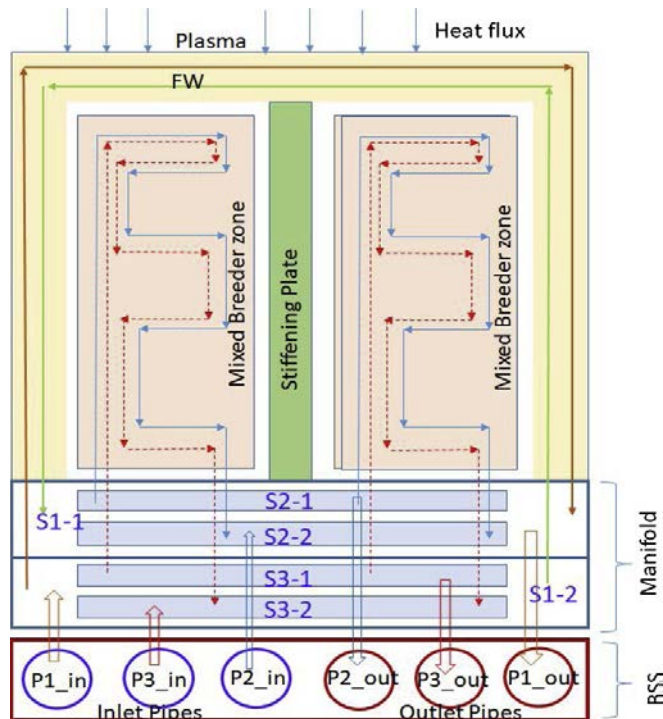 Plasma
Heat flux
FW
Mixed Breeder zone
Stiffening Plate
Mixed Breeder zone
S2-1
S1-1
S2-2
S3-1
S1-2
S3-2
Manifold
P1_in
P3_in
P2_in
P2_out
P3_out
P1_out
Inlet Pipes
Outlet Pipes
BSS